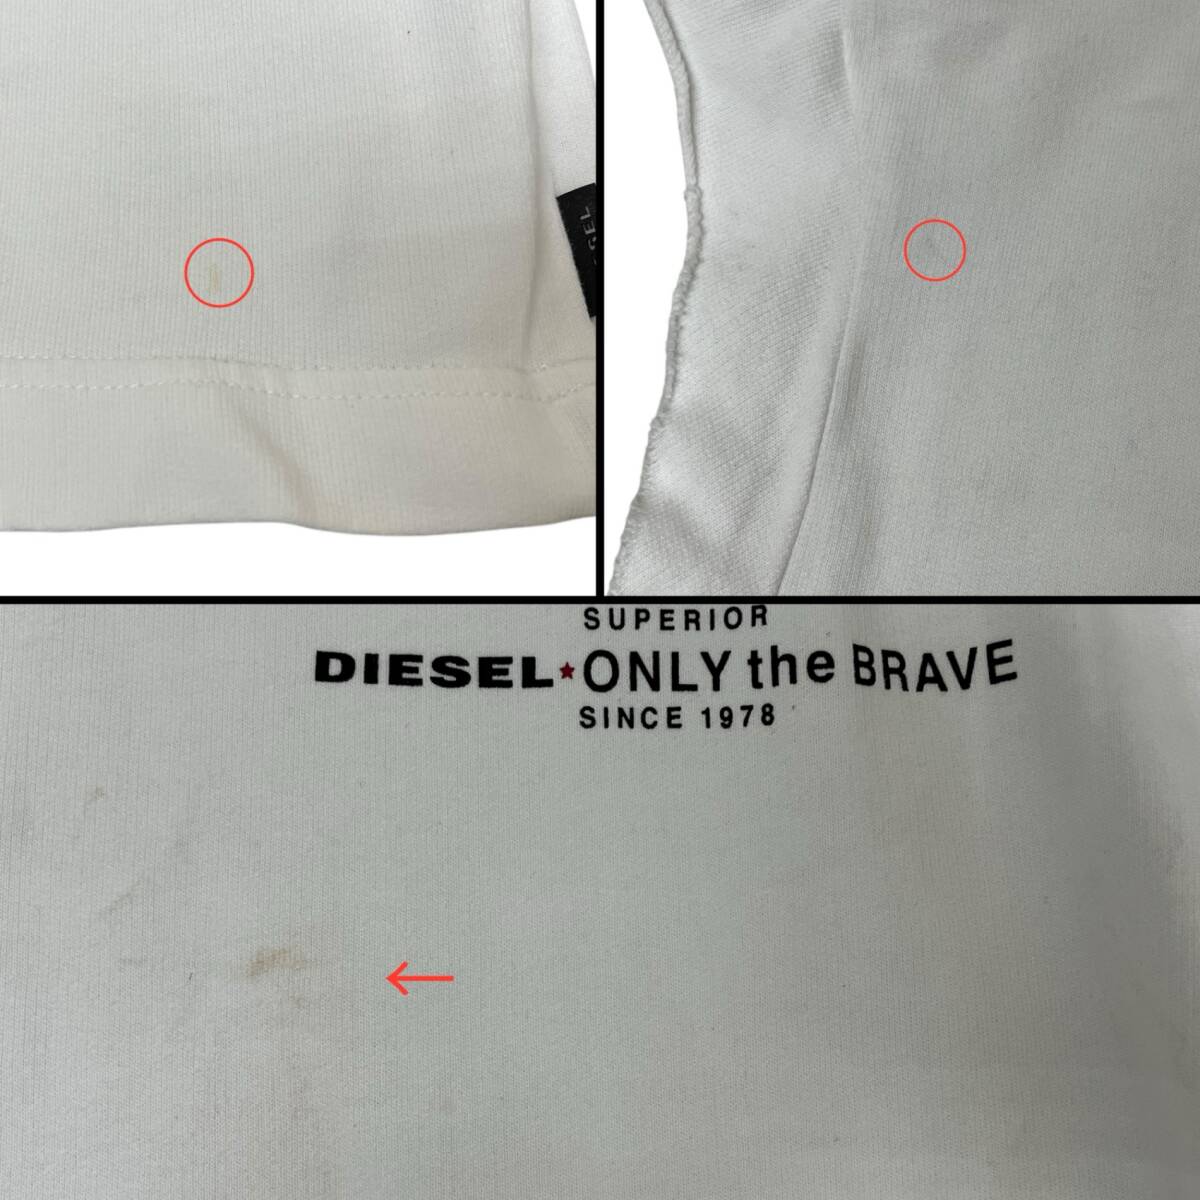 SUPERIOR
DIESEL★ONLY the BRAVE
SINCE 1978